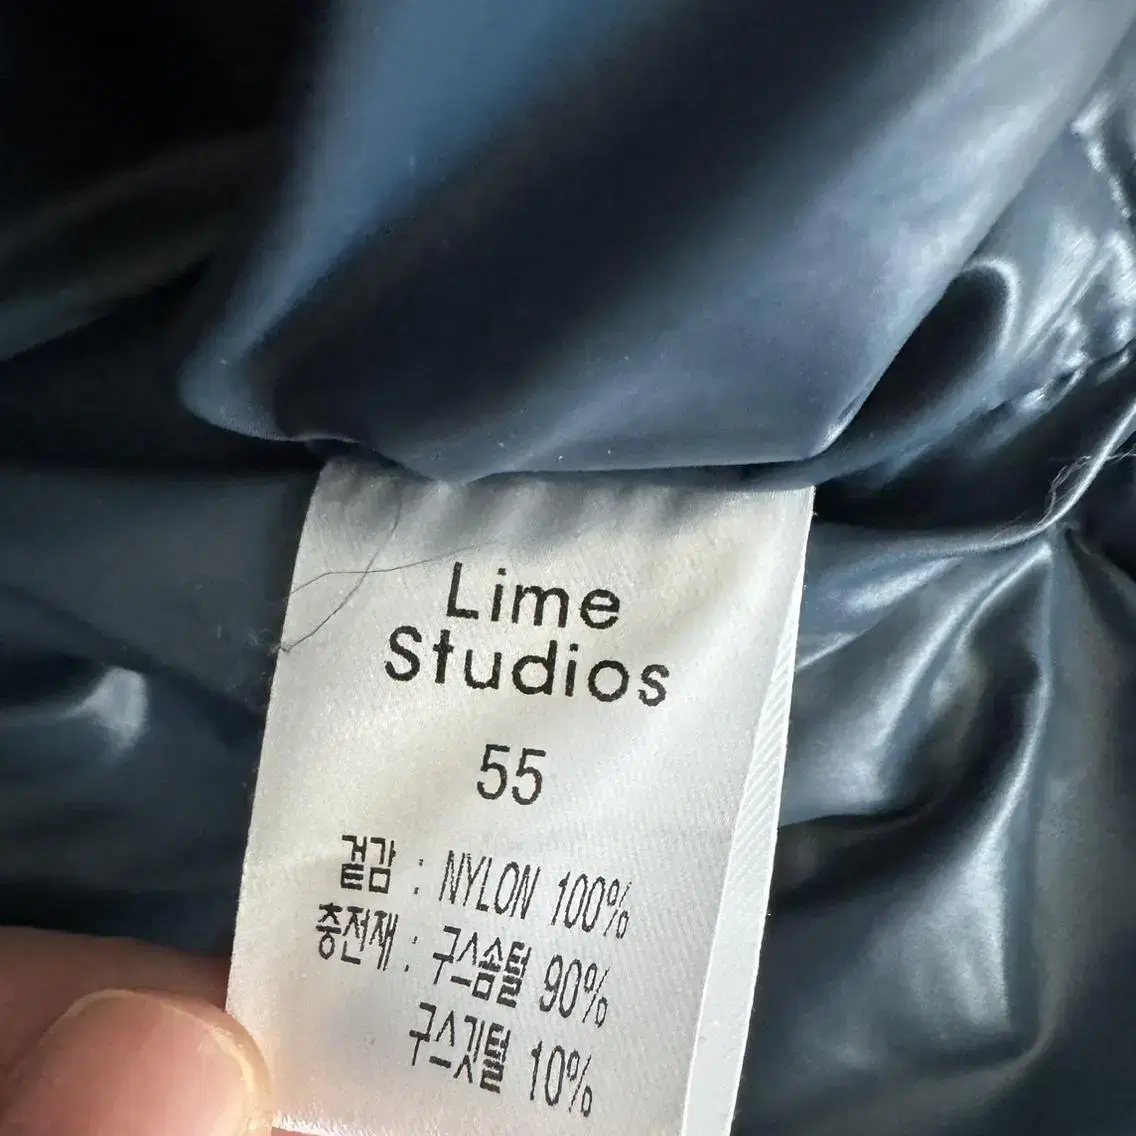 Lime
Studios
55
겉감 : NYLON 100%
충전재 : 구스솜털 90%
구스깃털 10%